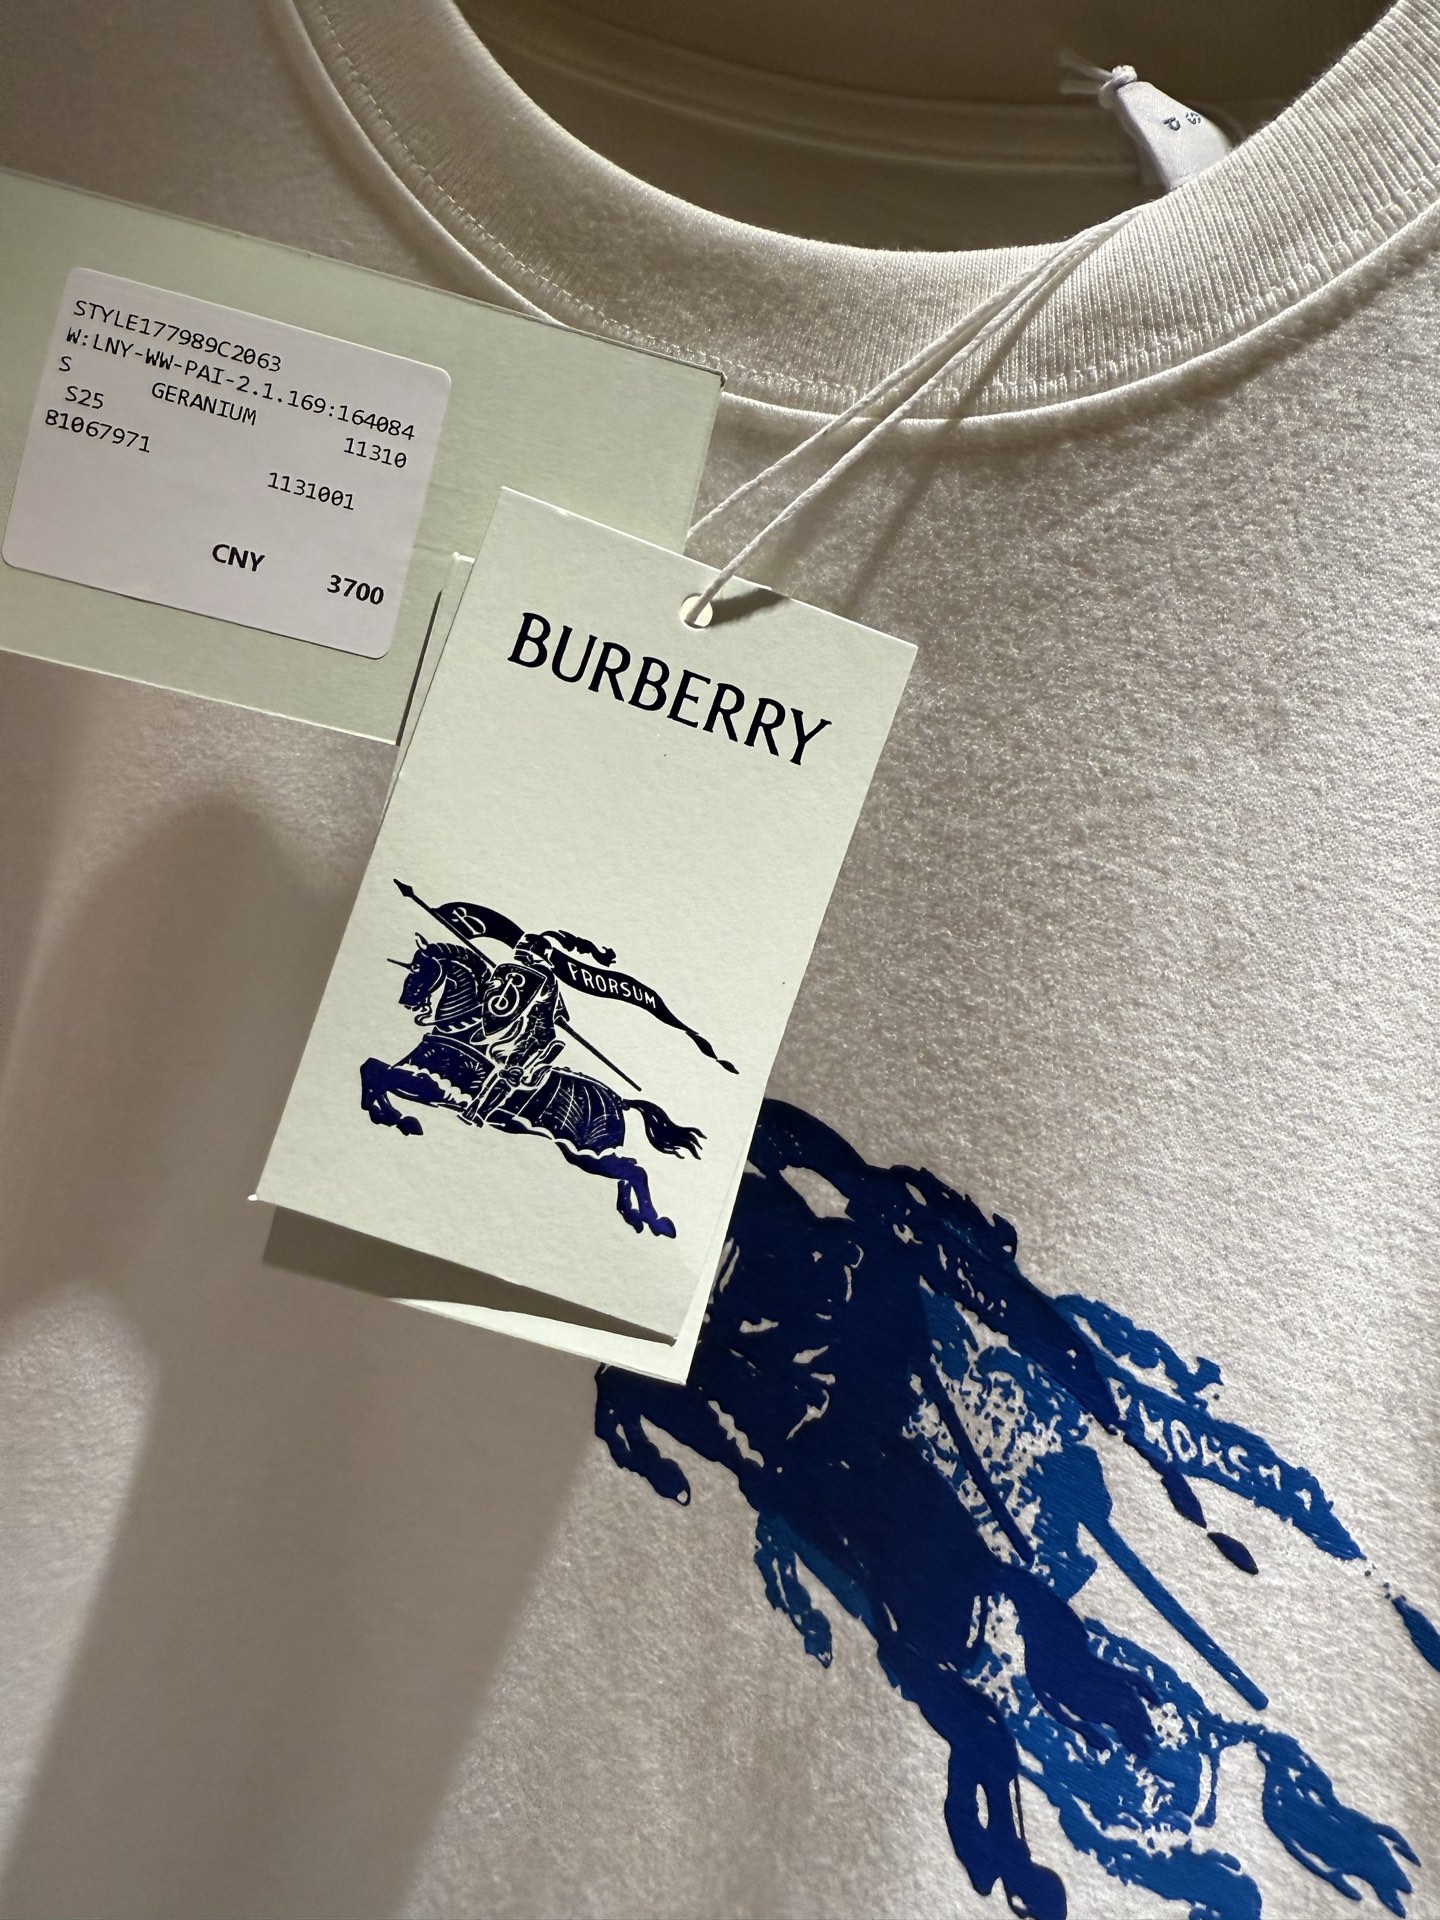 STYLE177989C2063
W:LNY-WW-PAI-2.1.169:164084
S GERANIUM 11310
S25
81067971 1131001
CNY 3700
BURBERRY
B
PRORSUM
B